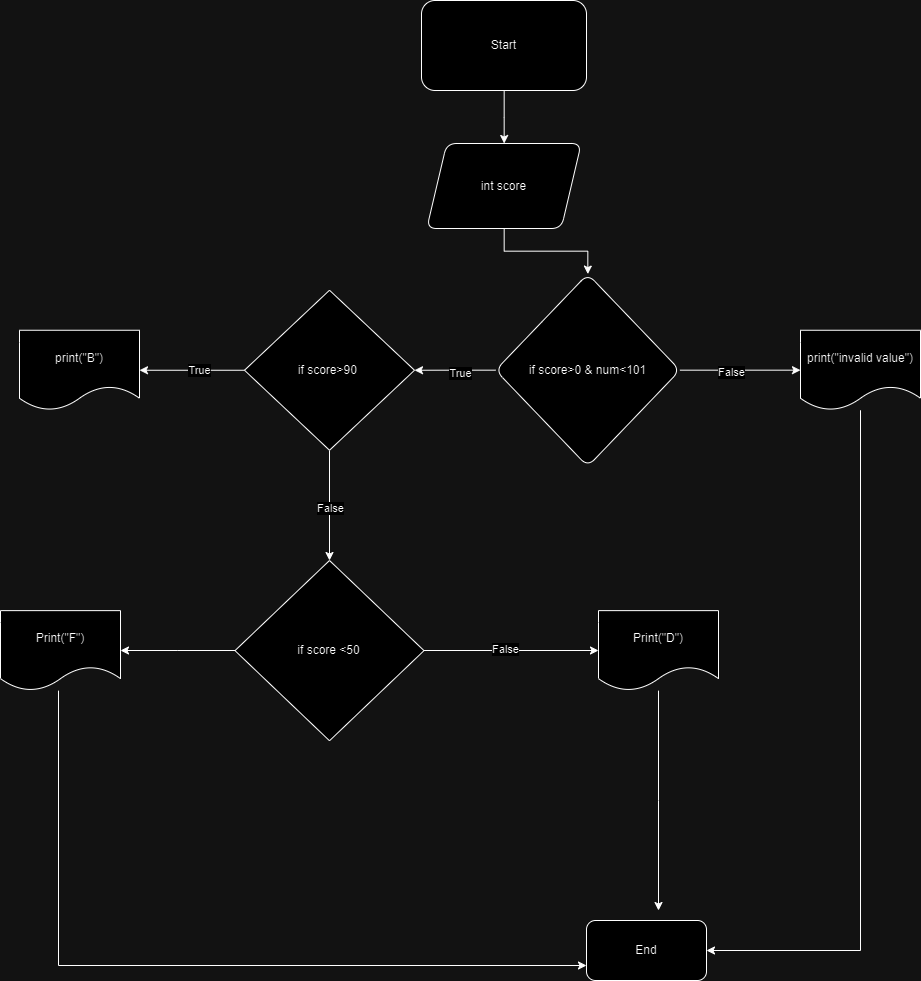 Start
int score
print("B")
True
if score>90
True
if score>0 & num<101
False
print("invalid value")
False
Print("F")
if score <50
False
Print("D")
End